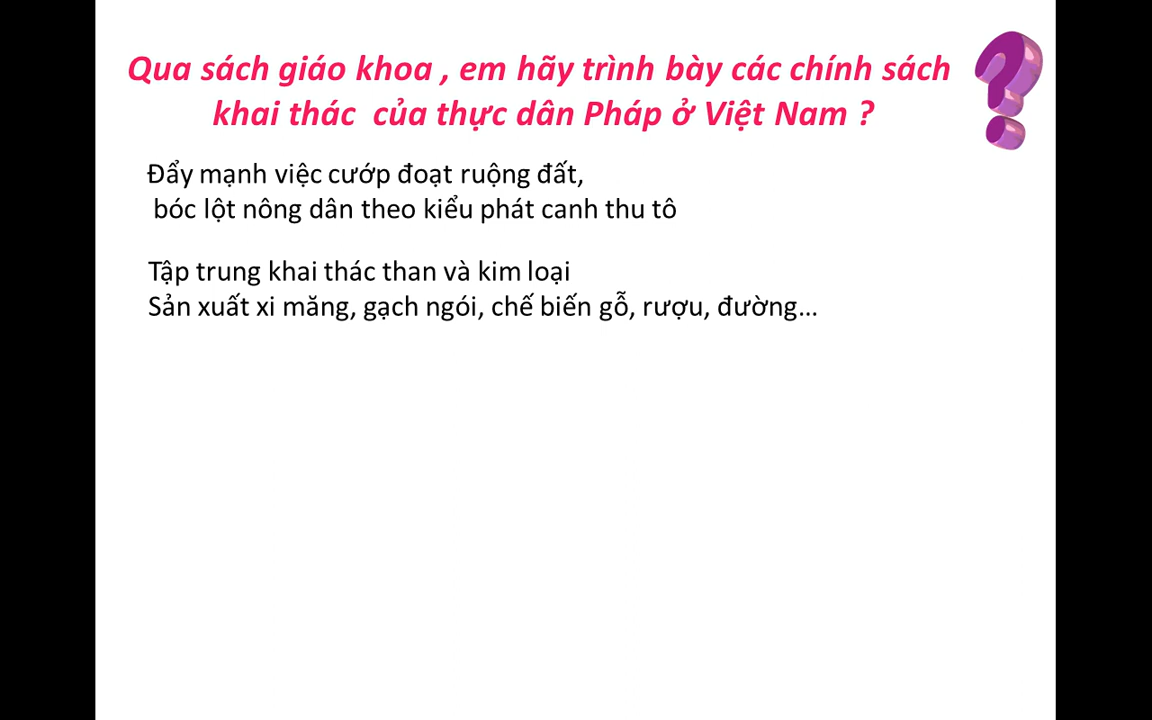 Qua sách giáo khoa , em hãy trình bày các chính sách
khai thác của thực dân Pháp ở Việt Nam ?
Đẩy mạnh việc cướp đoạt ruộng đất,
bóc lột nông dân theo kiểu phát canh thu tô
Tập trung khai thác than và kim loại
Sản xuất xi măng, gạch ngói, chế biến gỗ, rượu, đường...